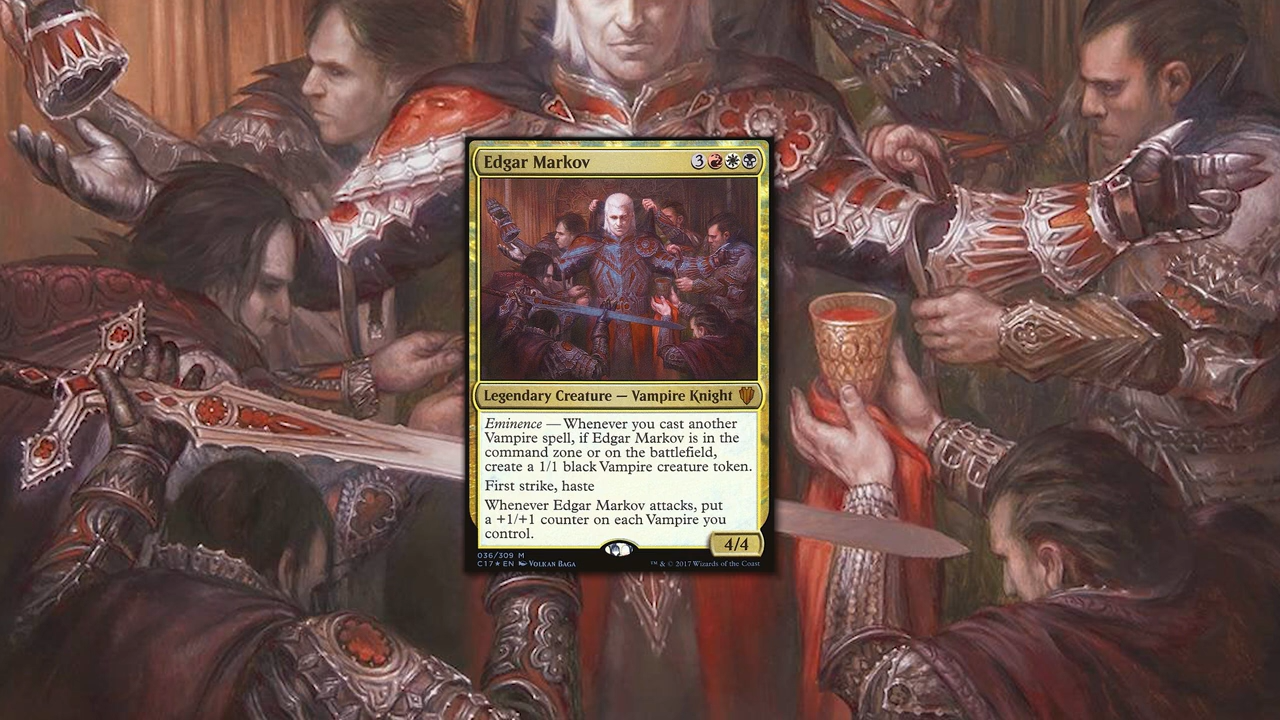 Edgar Markov 3
Legendary Creature — Vampire Knight
Eminence — Whenever you cast another
Vampire spell, if Edgar Markov is in the
command zone or on the battlefield,
create a 1/1 black Vampire creature token.
First strike, haste
Whenever Edgar Markov attacks, put
a +1/+1 counter on each Vampire you
control.
4/4
036/309 M
C17★EN Volkan Baga
™ & © 2017 Wizards of the Coast